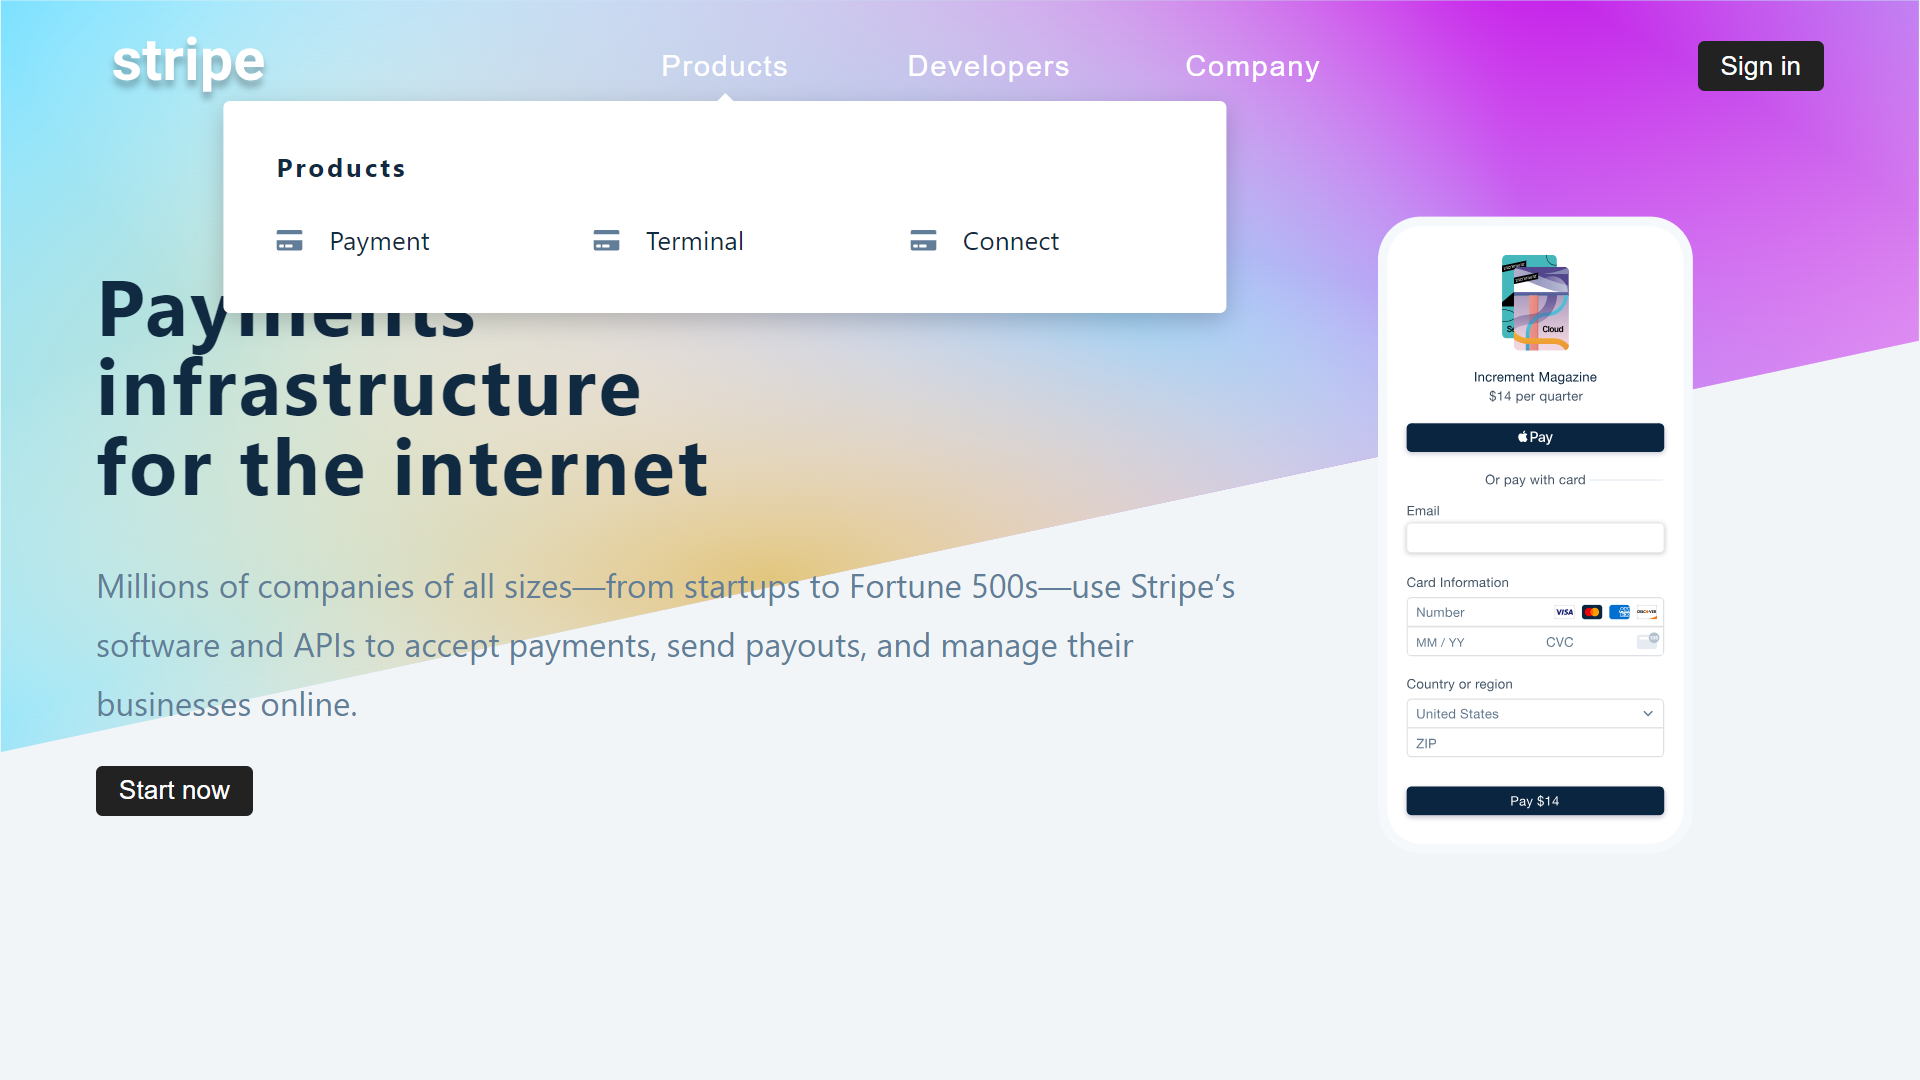 stripe
Products
Developers
Company
Sign in
Products
Payment
Terminal
Connect
Payments
infrastructure
for the internet
Millions of companies of all sizes—from startups to Fortune 500s—use Stripe’s
software and APIs to accept payments, send payouts, and manage their
businesses online.
Start now
Cloud
Increment Magazine
$14 per quarter
Pay
Or pay with card
Email
Card Information
Number
VISA
DISCOVER
MM / YY
CVC
Country or region
United States
ZIP
Pay $14